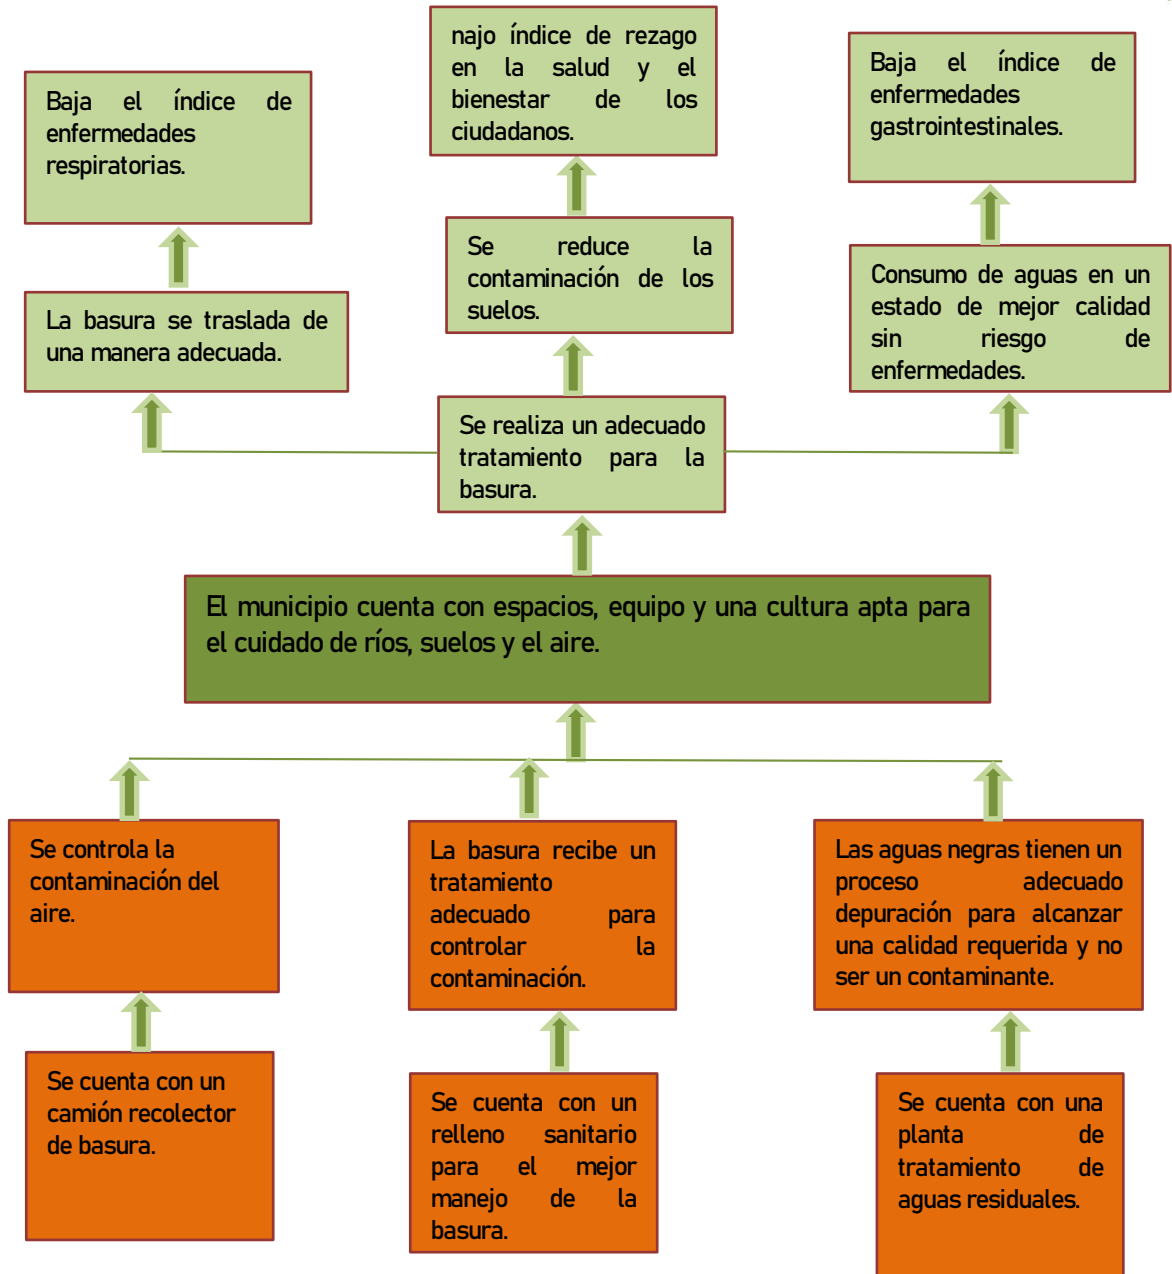 najo índice de rezago
en la salud y el
bienestar de los
ciudadanos.
Baja el índice de
enfermedades
respiratorias.
Baja el índice de
enfermedades
gastrointestinales.
Se reduce la
contaminación de los
suelos.
La basura se traslada de
una manera adecuada.
Consumo de aguas en un
estado de mejor calidad
sin riesgo de
enfermedades.
Se realiza un adecuado
tratamiento para la
basura.
El municipio cuenta con espacios, equipo y una cultura apta para
el cuidado de ríos, suelos y el aire.
Se controla la
contaminación del
aire.
La basura recibe un
tratamiento
adecuado para
controlar la
contaminación.
Las aguas negras tienen un
proceso adecuado
depuración para alcanzar
una calidad requerida y no
ser un contaminante.
Se cuenta con un
camión recolector
de basura.
Se cuenta con un
relleno sanitario
para el mejor
manejo de la
basura.
Se cuenta con una
planta de
tratamiento de
aguas residuales.